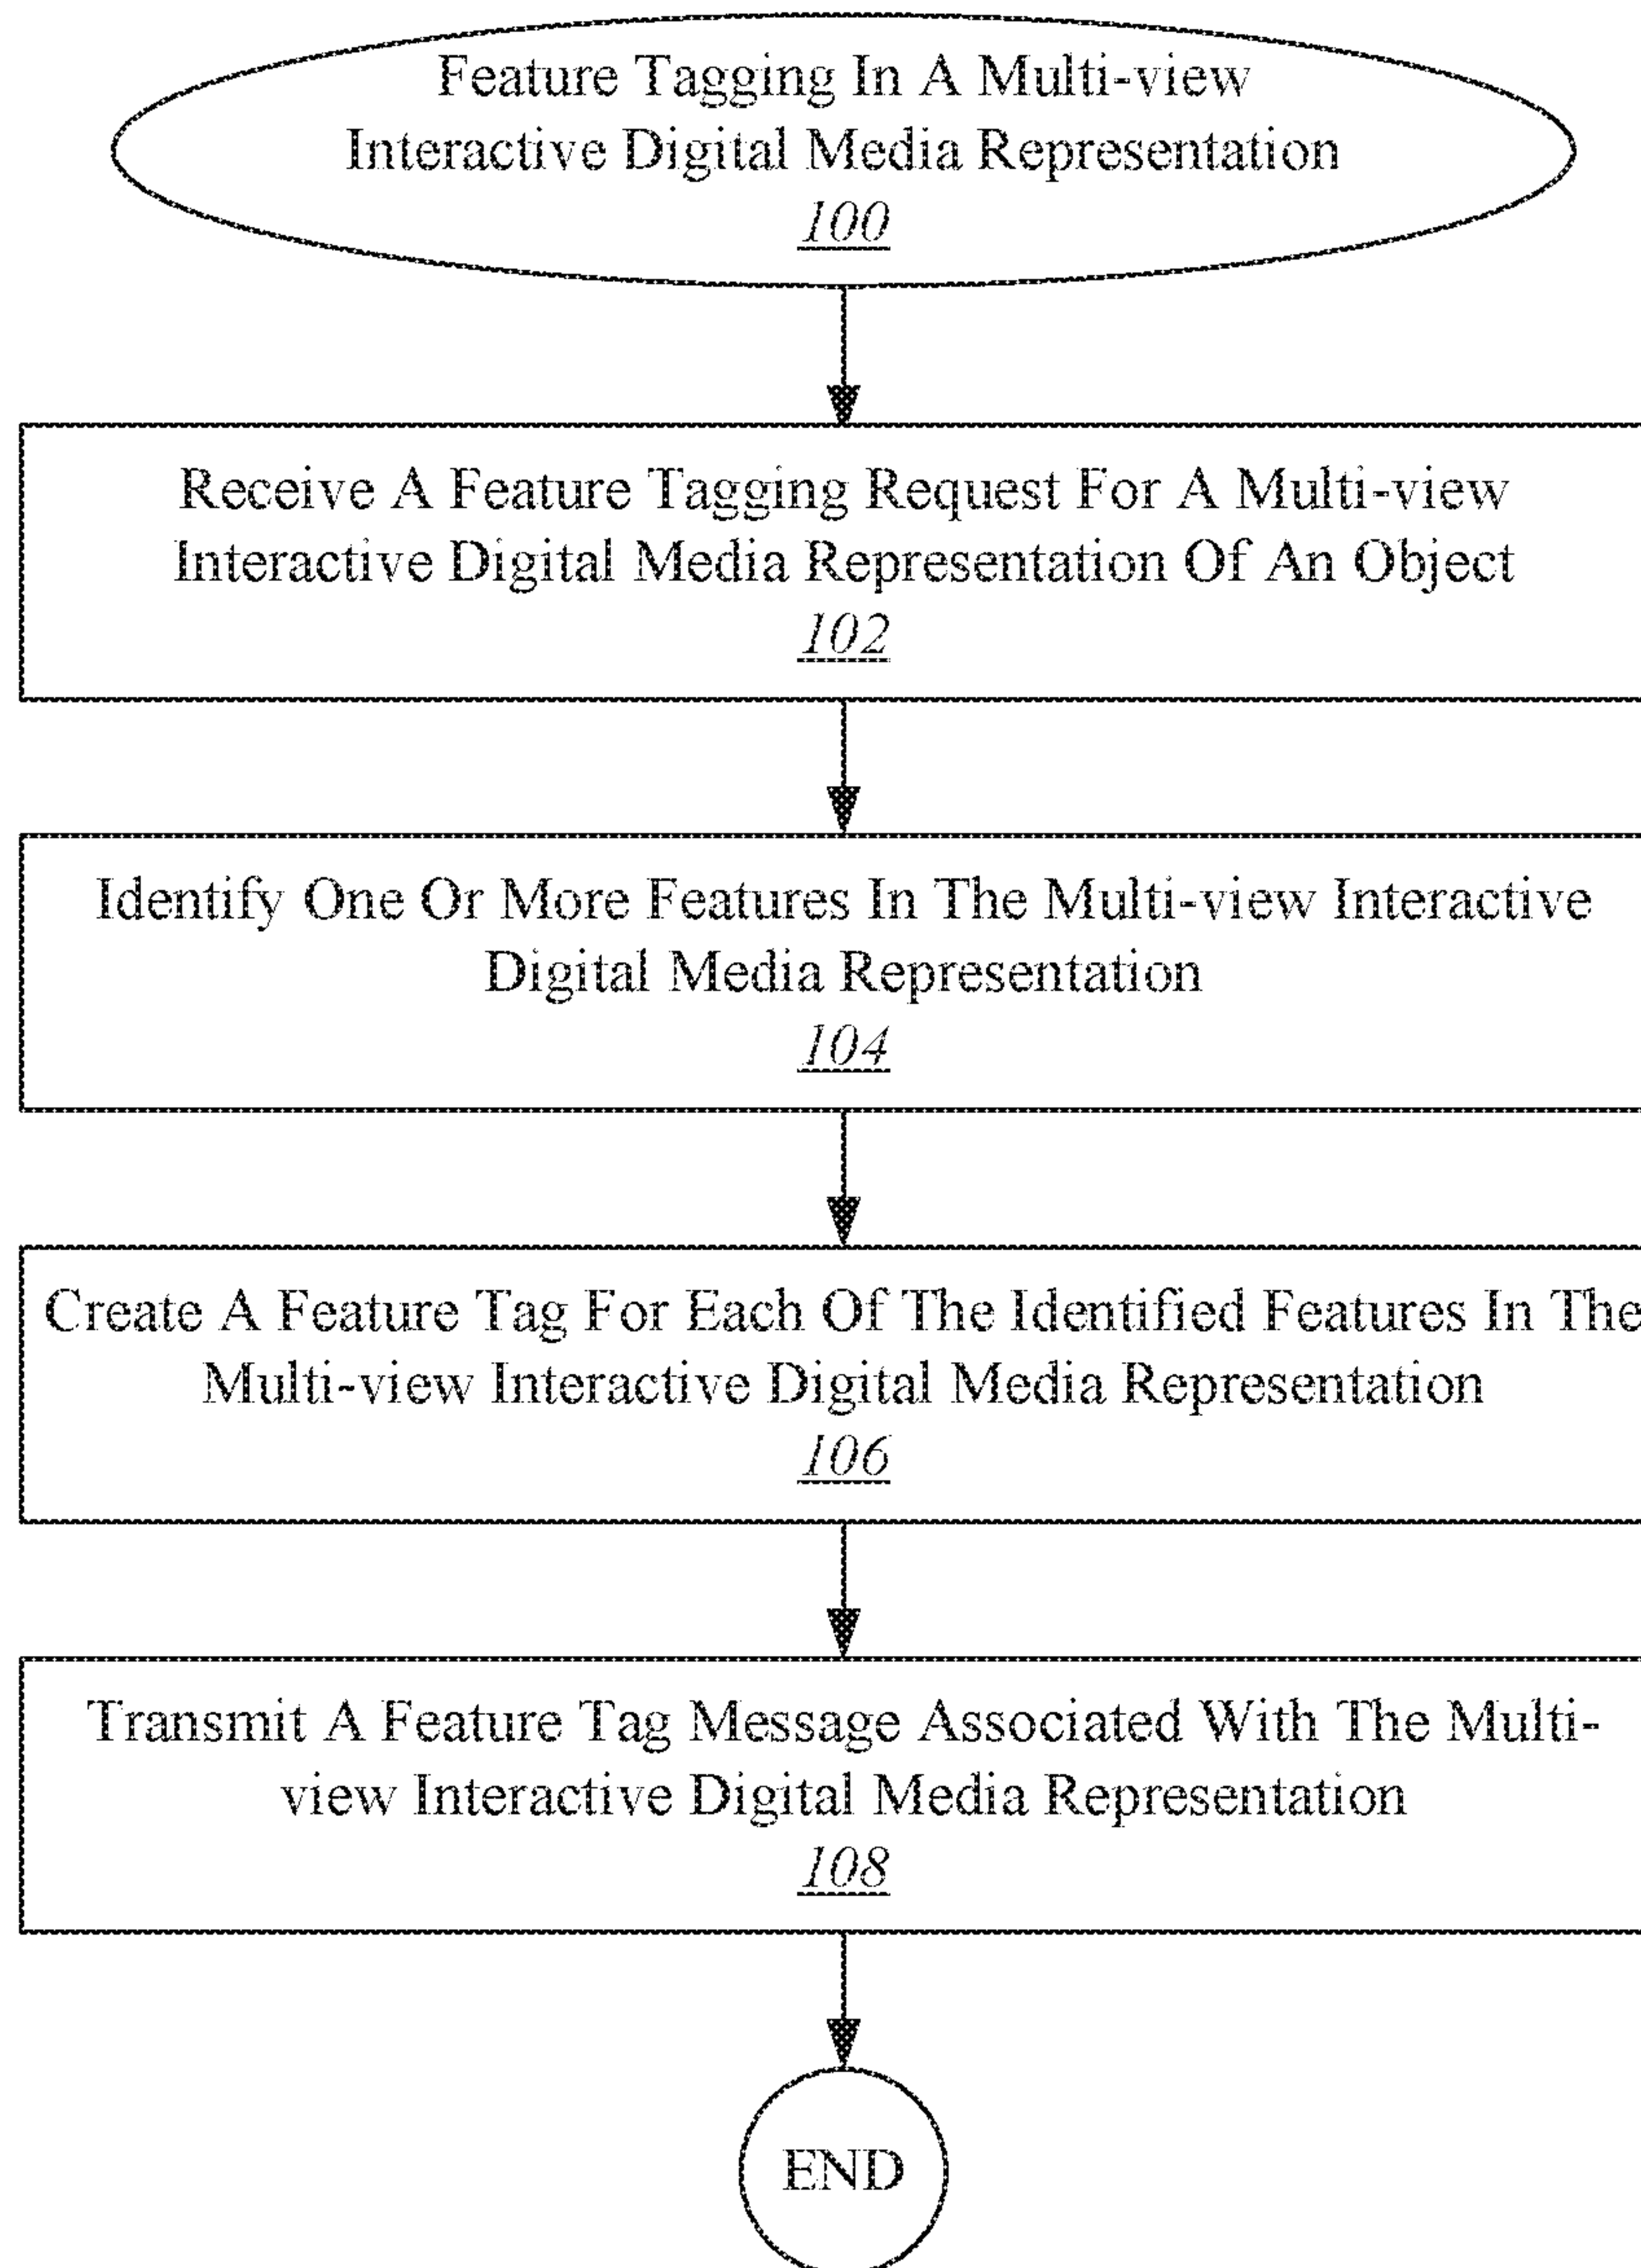 Feature Tagging In A Multi-view
Interactive Digital Media Representation
100
Receive A Feature Tagging Request For A Multi-view
Interactive Digital Media Representation Of An Object
102
Identify One Or More Features In The Multi-view Interactive
Digital Media Representation
104
Create A Feature Tag For Each Of The Identified Features In The
Multi-view Interactive Digital Media Representation
106
Transmit A Feature Tag Message Associated With The Multi-
view Interactive Digital Media Representation
108
END